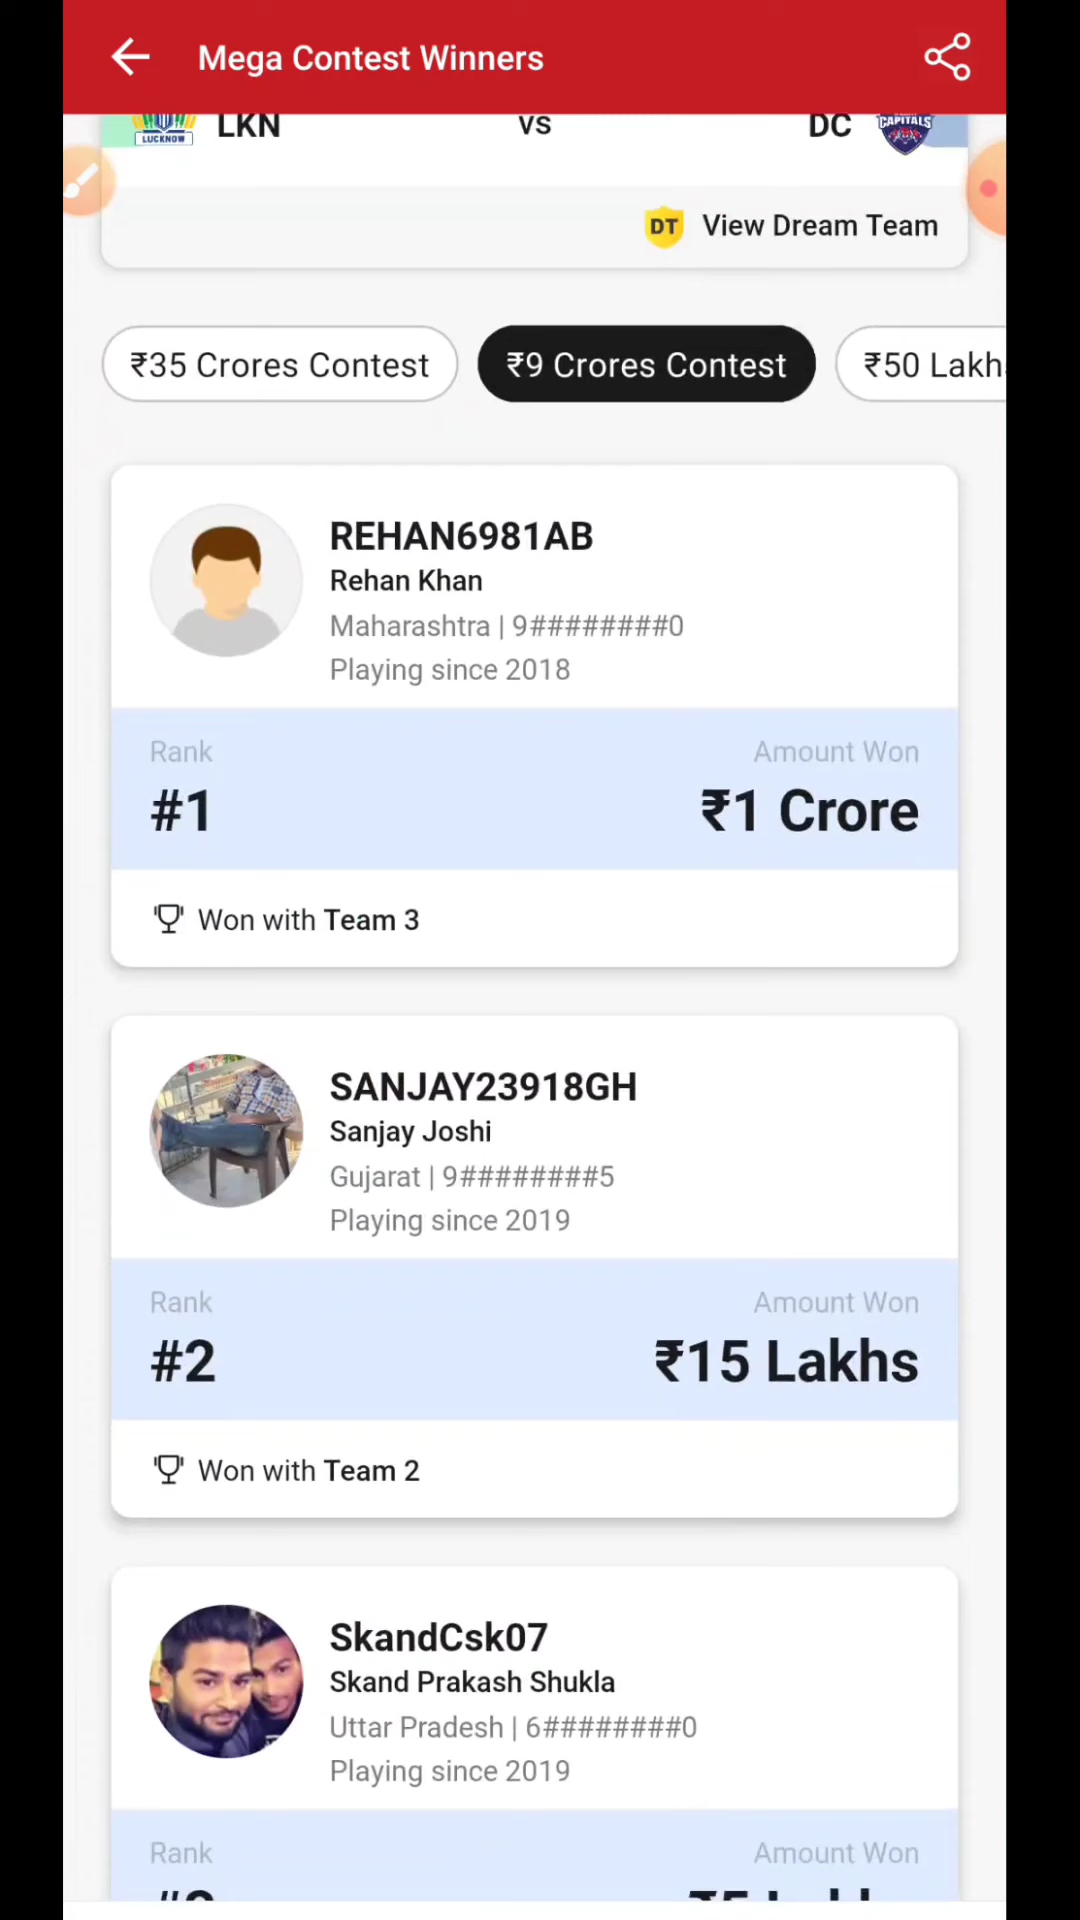 Mega Contest Winners
LUCKNOW
LKN
VS
DC
CAPITALS
DT View Dream Team
₹35 Crores Contest
₹9 Crores Contest
₹50 Lakh
REHAN6981AB
Rehan Khan
Maharashtra | 9########0
Playing since 2018
Rank
Amount Won
#1
₹1 Crore
Won with Team 3
SANJAY23918GH
Sanjay Joshi
Gujarat | 9########5
Playing since 2019
Rank
Amount Won
#2
₹15 Lakhs
Won with Team 2
SkandCsk07
Skand Prakash Shukla
Uttar Pradesh | 6########0
Playing since 2019
Rank
Amount Won